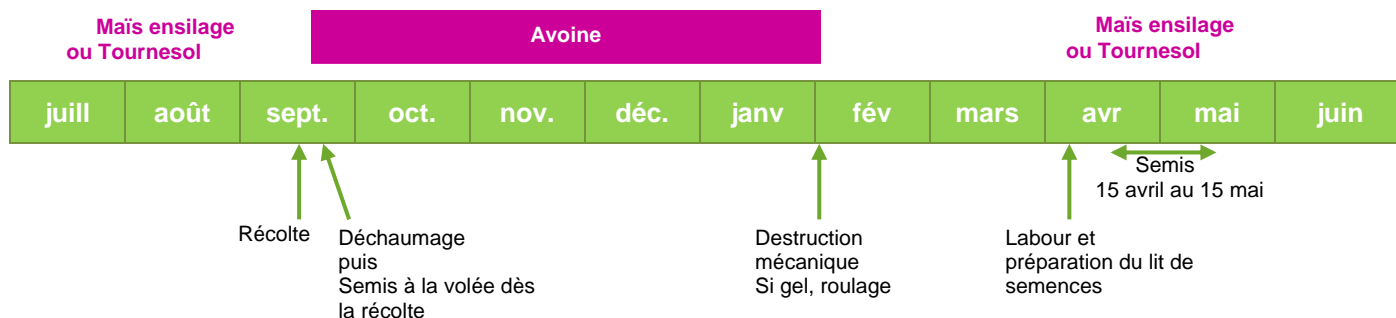 Maïs ensilage
ou Tournesol
Avoine
Maïs ensilage
ou Tournesol
juill août sept. oct. nov. déc. janv fév mars avr mai juin
Semis
15 avril au 15 mai
Récolte
Déchaumage
puis
Semis à la volée dès
la récolte
Destruction
mécanique
Si gel, roulage
Labour et
préparation du lit de
semences